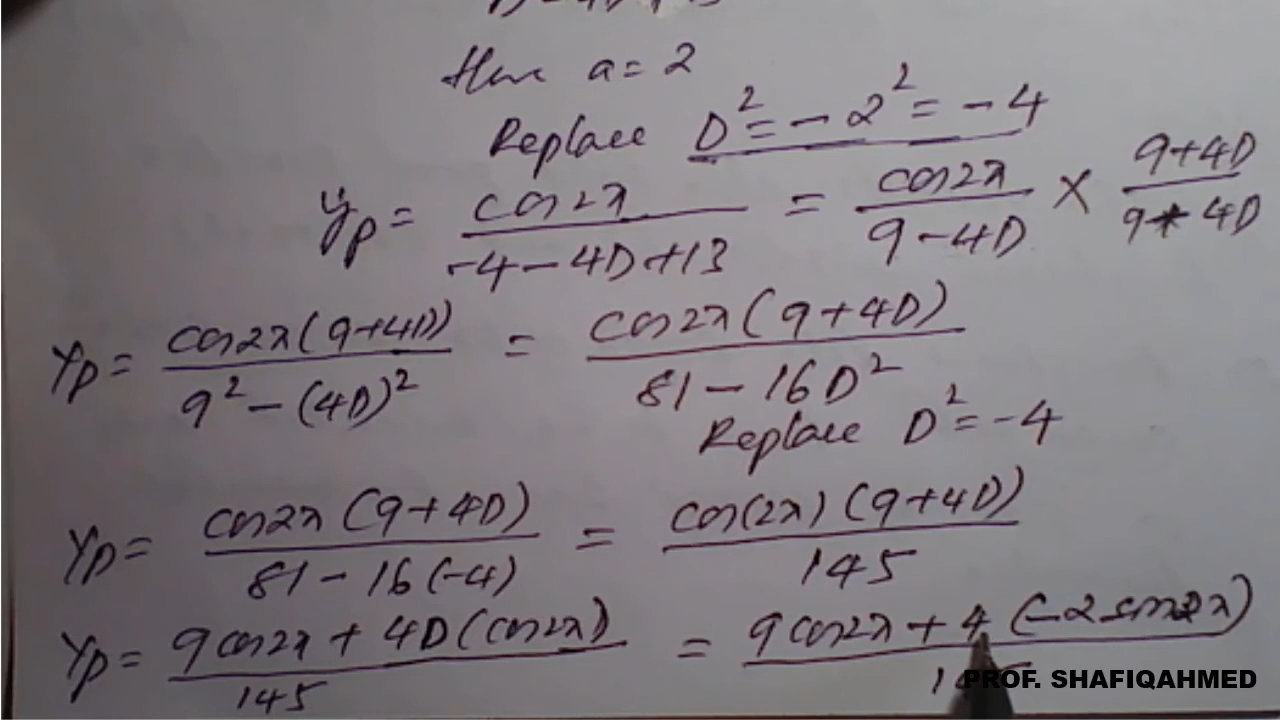 Here a = 2
Replace D² = -2² = -4
yp = cos2x / -4-4D+13 = cos2x / 9-4D × 9+4D / 9+4D
yp = cos2x(9+4D) / 9²-(4D)² = cos2x(9+4D) / 81-16D²
Replace D² = -4
yp = cos2x(9+4D) / 81-16(-4) = cos(2x)(9+4D) / 145
yp = 9cos2x + 4D(cos2x) / 145 = 9cos2x + 4(-2sin2x)
PROF. SHAFIQAHMED